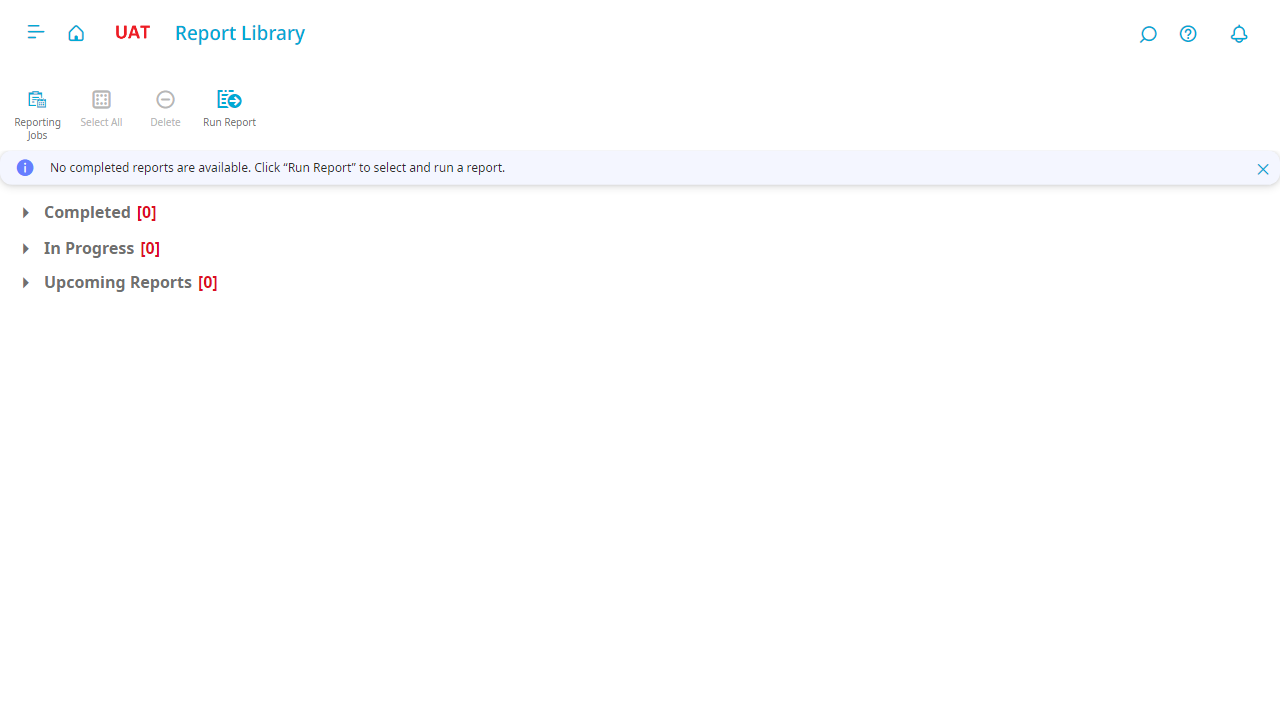 UAT Report Library
Reporting Jobs
Select All
Delete
Run Report
No completed reports are available. Click “Run Report” to select and run a report.
Completed [0]
In Progress [0]
Upcoming Reports [0]